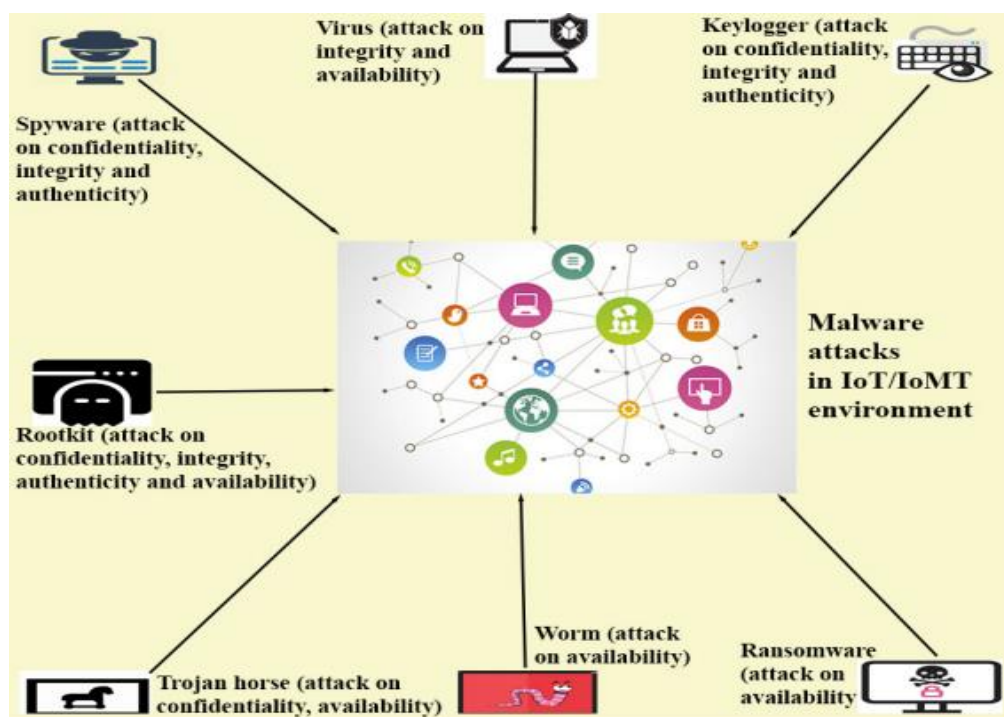 Virus (attack on
integrity and
availability)
Keylogger (attack
on confidentiality,
integrity and
authenticity)
Spyware (attack
on confidentiality,
integrity and
authenticity)
Malware
attacks
in IoT/IoMT
environment
Rootkit (attack on
confidentiality, integrity,
authenticity and availability)
Worm (attack
on availability)
Ransomware
(attack on
availability
Trojan horse (attack on
confidentiality, availability)